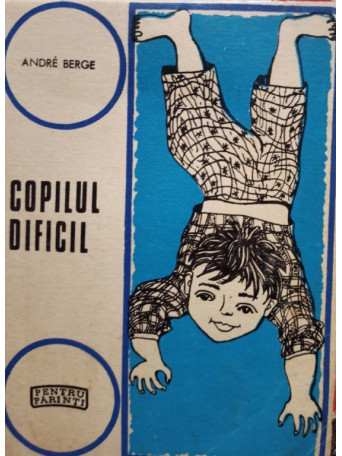 ANDRÉ BERGE
COPILUL
DIFICIL
PENTRU
PĂRINȚI